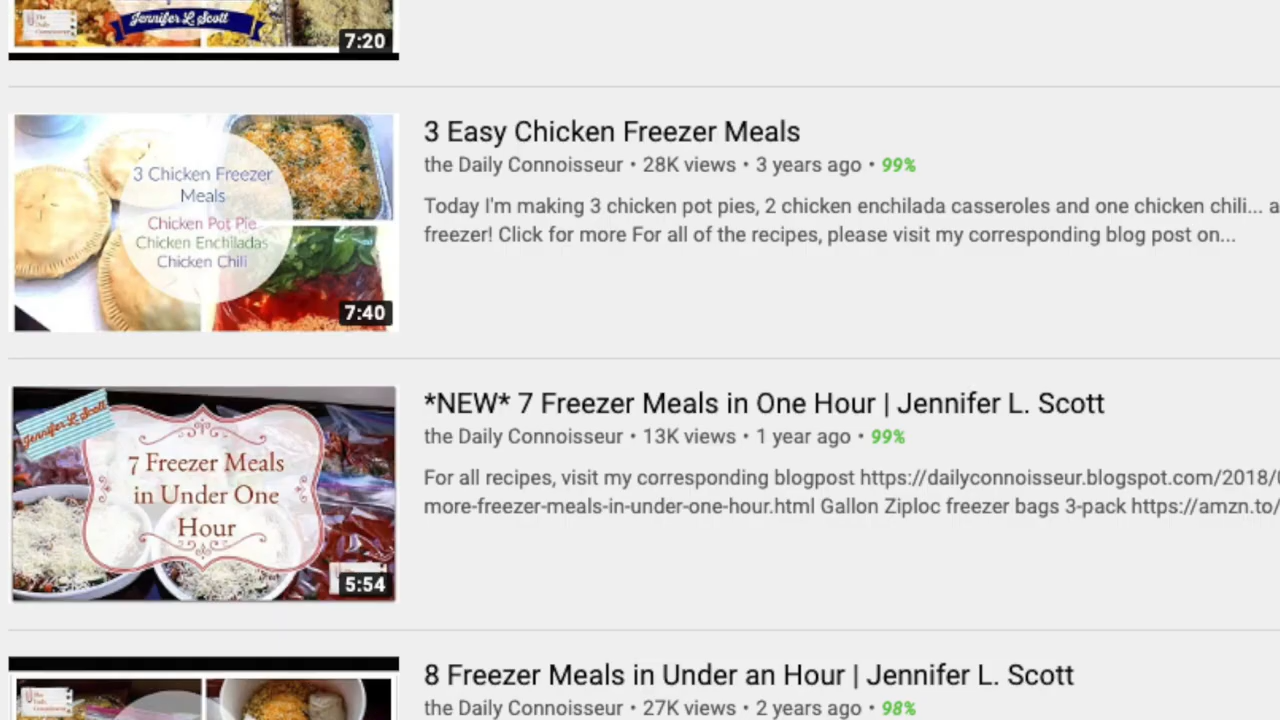 The
Daily
Connoisseur
Jennifer L Scott
7:20
3 Easy Chicken Freezer Meals
the Daily Connoisseur • 28K views • 3 years ago • 99%
Today I'm making 3 chicken pot pies, 2 chicken enchilada casseroles and one chicken chili... a
freezer! Click for more For all of the recipes, please visit my corresponding blog post on...
3 Chicken Freezer
Meals
Chicken Pot Pie
Chicken Enchiladas
Chicken Chili
7:40
*NEW* 7 Freezer Meals in One Hour | Jennifer L. Scott
the Daily Connoisseur • 13K views • 1 year ago • 99%
For all recipes, visit my corresponding blogpost https://dailyconnoisseur.blogspot.com/2018/0
more-freezer-meals-in-under-one-hour.html Gallon Ziploc freezer bags 3-pack https://amzn.to/
Jennifer L. Scott
7 Freezer Meals
in Under One
Hour
5:54
8 Freezer Meals in Under an Hour | Jennifer L. Scott
the Daily Connoisseur • 27K views • 2 years ago • 98%
The
Daily
Connoisseur